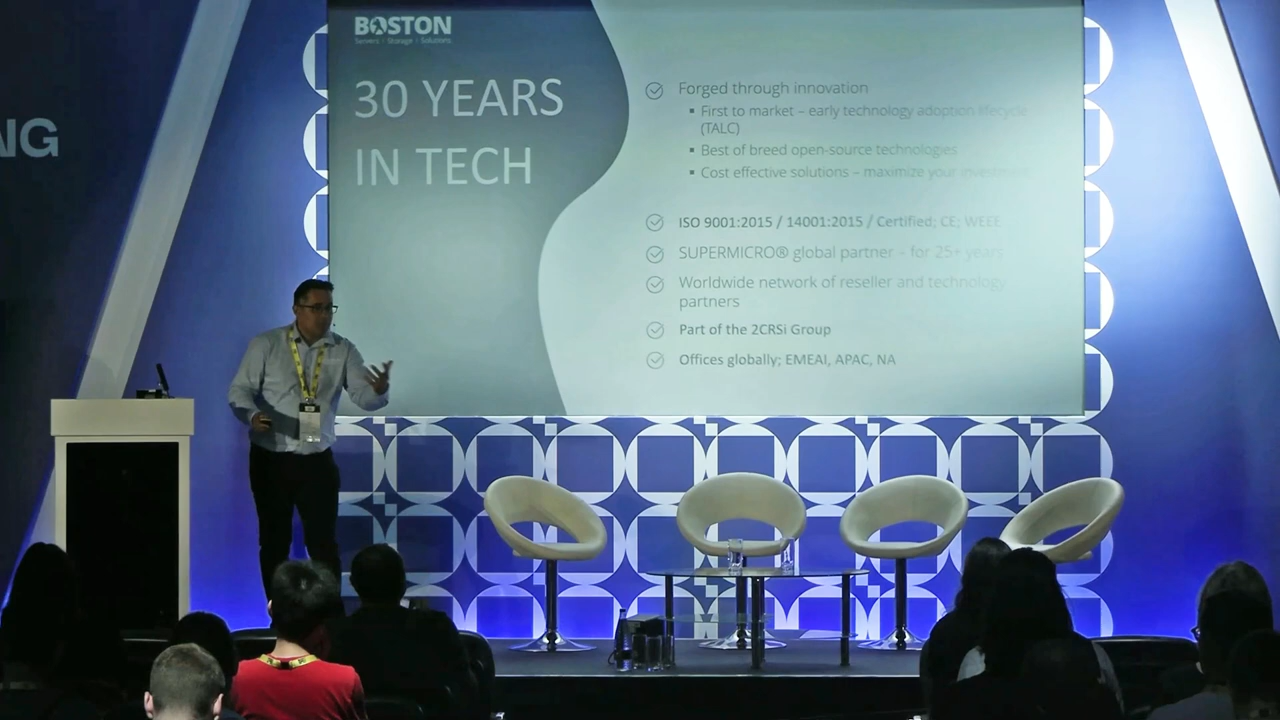 NG
BOSTON
Servers | Storage | Solutions
30 YEARS
IN TECH
Forged through innovation
First to market – early technology adoption lifecycle
(TALC)
Best of breed open-source technologies
Cost effective solutions – maximize your investment
ISO 9001:2015 / 14001:2015 / Certified; CE; WEEE
SUPERMICRO® global partner – for 25+ years
Worldwide network of reseller and technology
partners
Part of the 2CRSi Group
Offices globally; EMEAI, APAC, NA